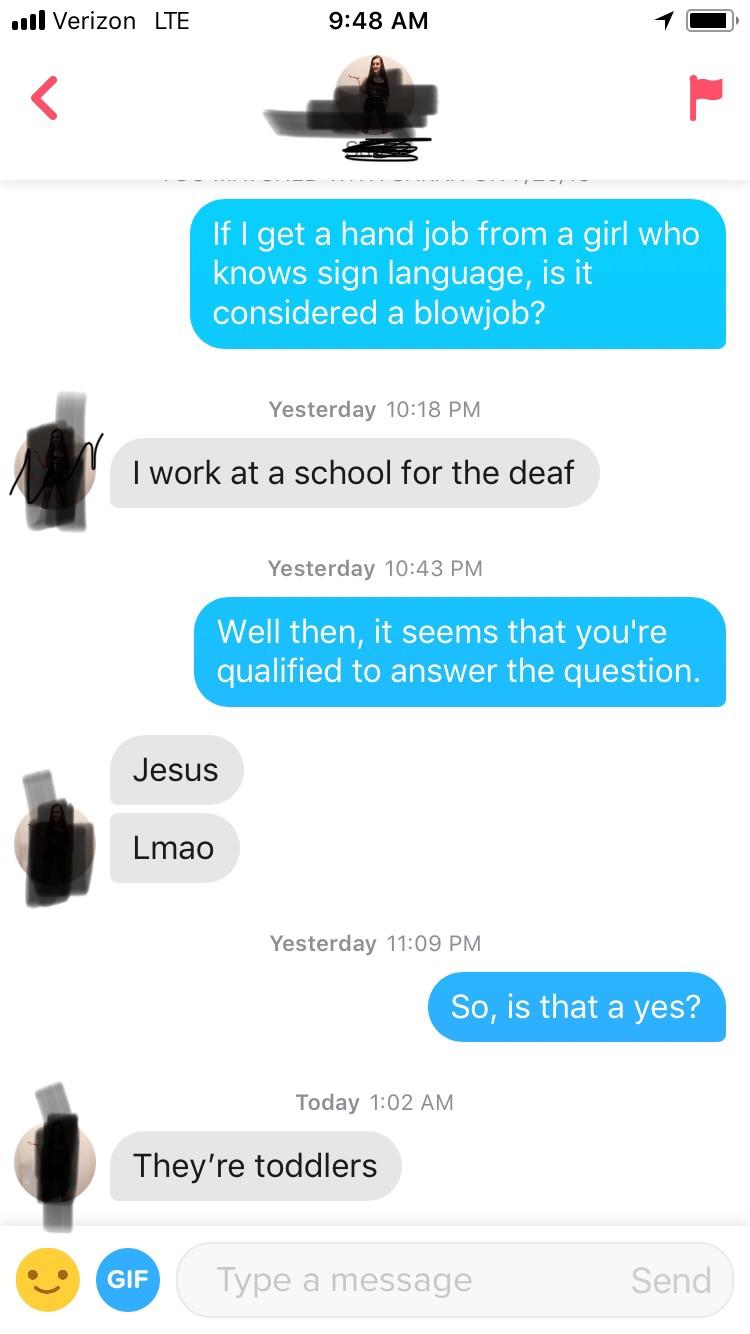 Verizon LTE 9:48 AM
If I get a hand job from a girl who
knows sign language, is it
considered a blowjob?
Yesterday 10:18 PM
I work at a school for the deaf
Yesterday 10:43 PM
Well then, it seems that you're
qualified to answer the question.
Jesus
Lmao
Yesterday 11:09 PM
So, is that a yes?
Today 1:02 AM
They’re toddlers
GIF Type a message Send